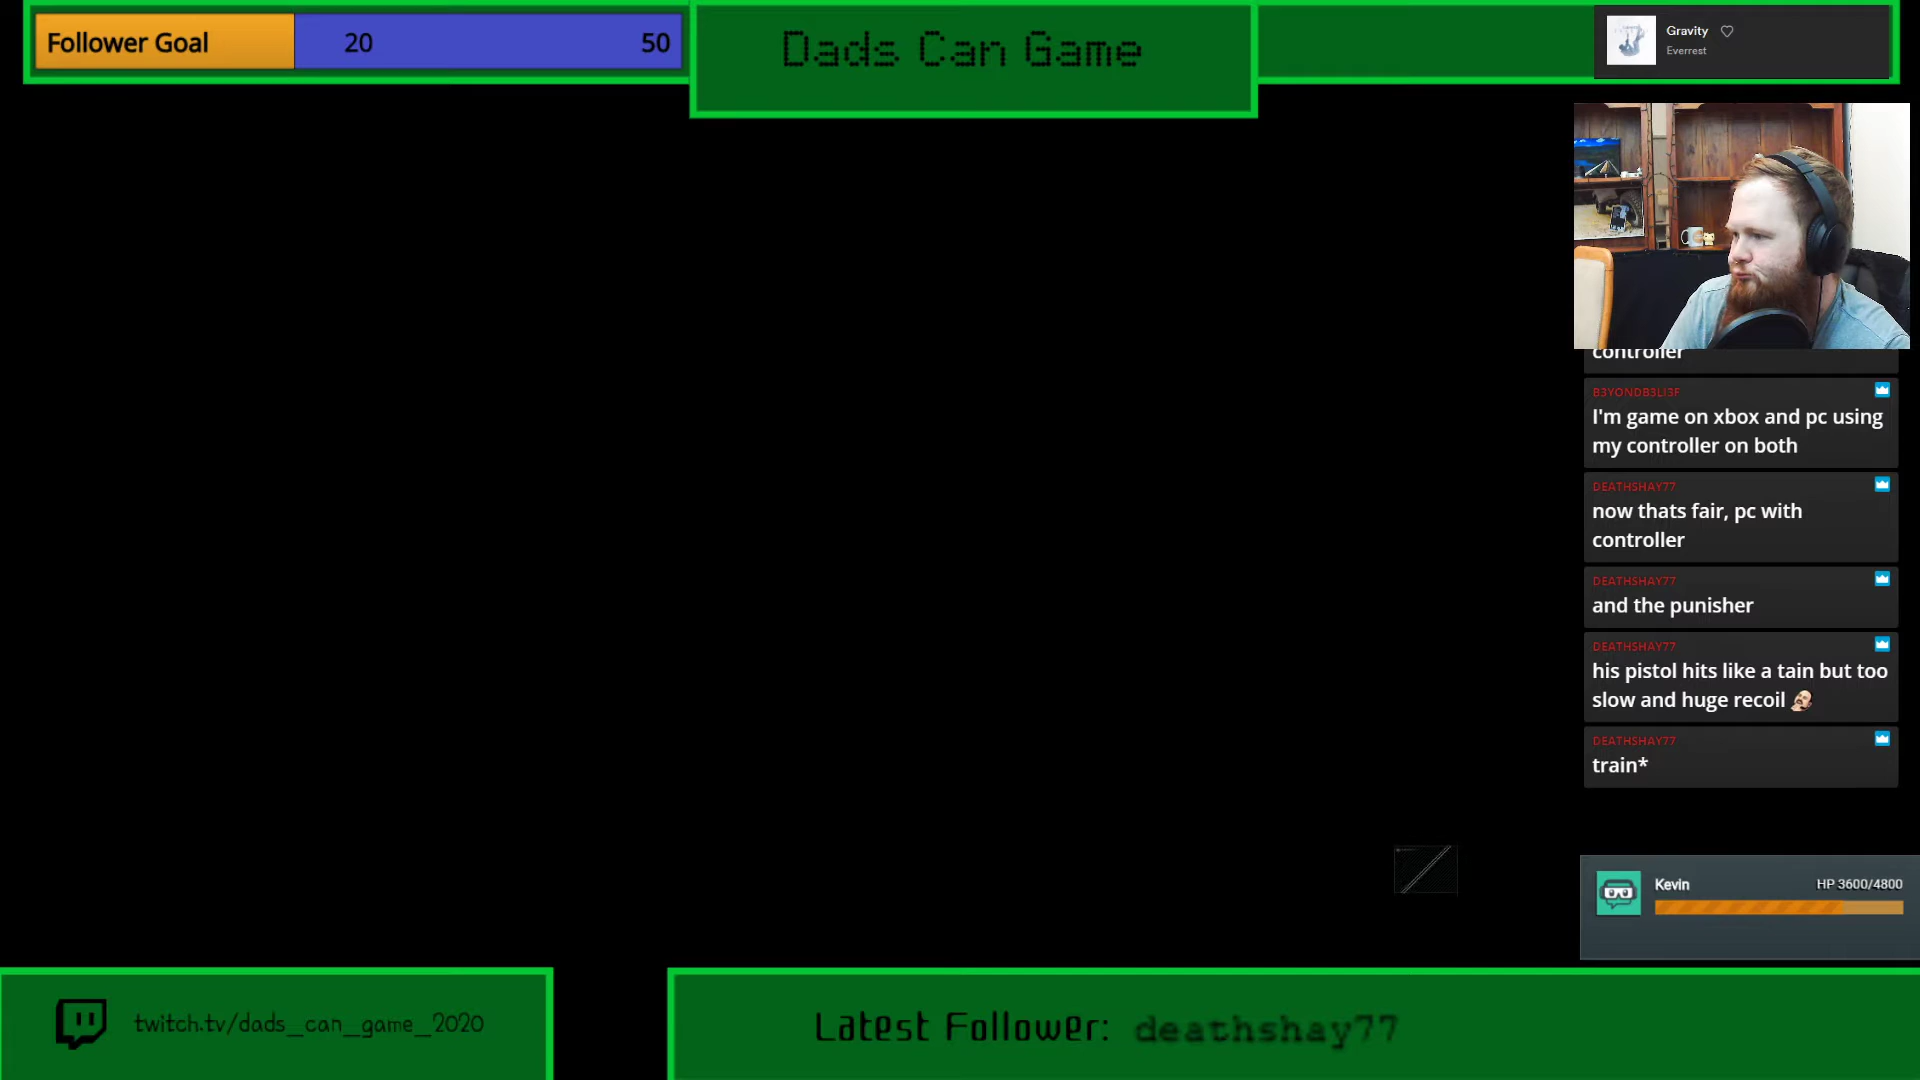 Follower Goal 20 50
Dads Can Game
Gravity
Everrest
controller
B3YONDB3LI3F
I'm game on xbox and pc using
my controller on both
DEATHSHAY77
now thats fair, pc with
controller
DEATHSHAY77
and the punisher
DEATHSHAY77
his pistol hits like a tain but too
slow and huge recoil
DEATHSHAY77
train*
Kevin HP 3600/4800
twitch.tv/dads_can_game_2020
Latest Follower: deathshay77